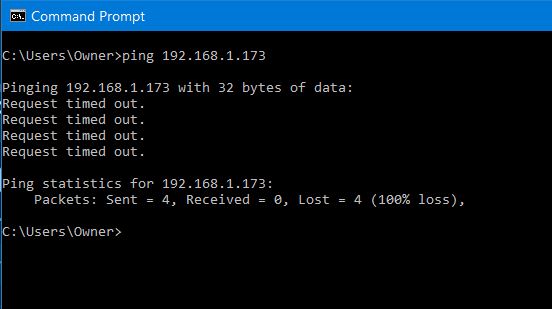 Command Prompt
C:\Users\Owner>ping 192.168.1.173
Pinging 192.168.1.173 with 32 bytes of data:
Request timed out.
Request timed out.
Request timed out.
Request timed out.
Ping statistics for 192.168.1.173:
    Packets: Sent = 4, Received = 0, Lost = 4 (100% loss),
C:\Users\Owner>